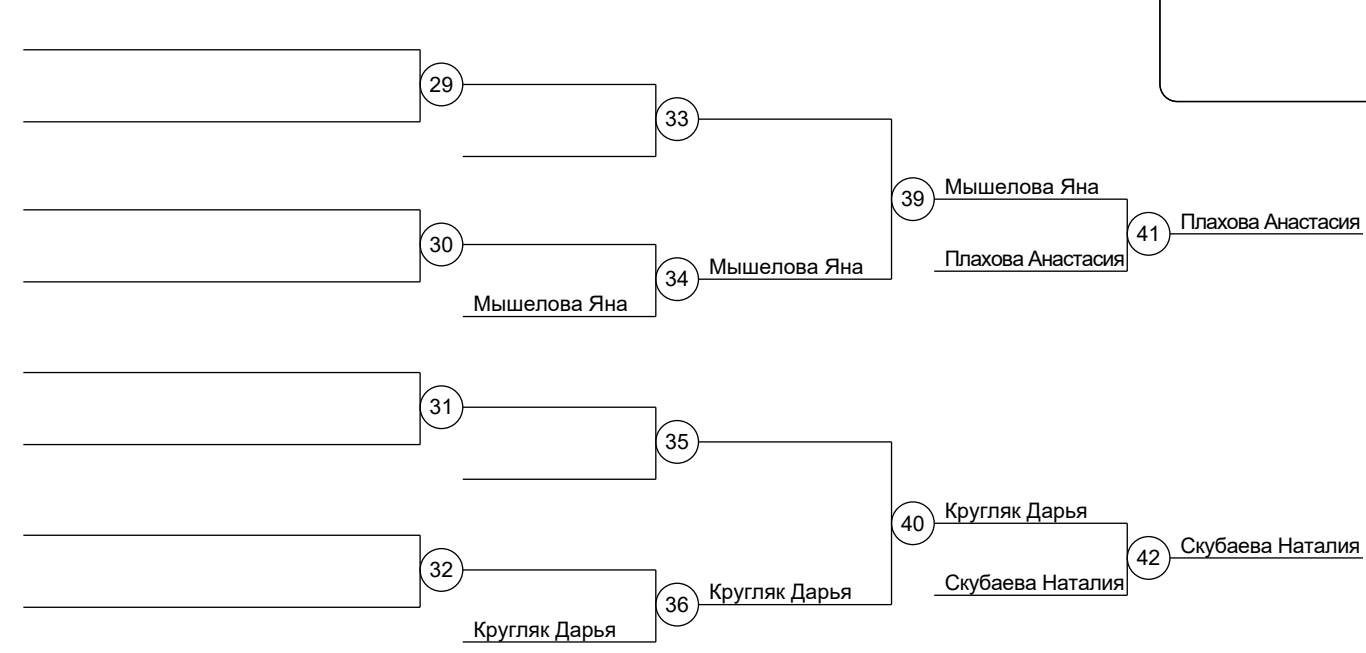 29
33
Мышелова Яна
39
Плахова Анастасия
41
30
Мышелова Яна
Плахова Анастасия
34
Мышелова Яна
31
35
Кругляк Дарья
40
Скубаева Наталия
42
32
Скубаева Наталия
Кругляк Дарья
36
Кругляк Дарья